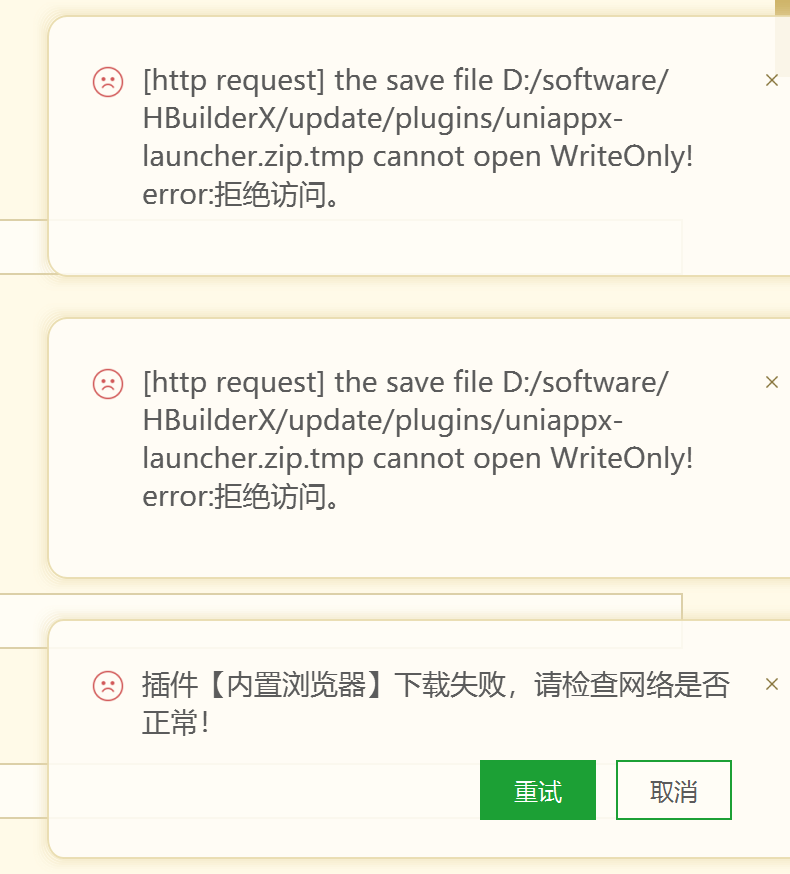 [http request] the save file D:/software/
HBuilderX/update/plugins/uniappx-
launcher.zip.tmp cannot open WriteOnly!
error:拒绝访问。
[http request] the save file D:/software/
HBuilderX/update/plugins/uniappx-
launcher.zip.tmp cannot open WriteOnly!
error:拒绝访问。
插件【内置浏览器】下载失败，请检查网络是否
正常！
重试 取消